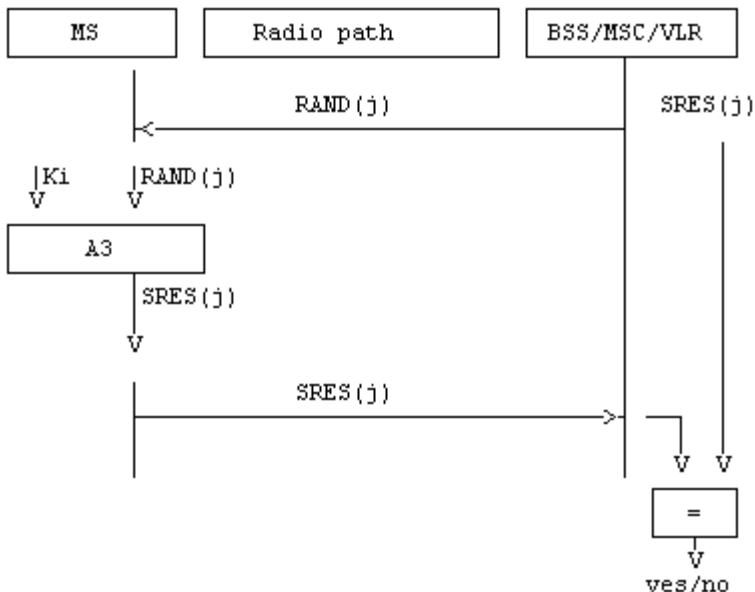 MS
Radio path
BSS/MSC/VLR
RAND(j)
SRES(j)
Ki
RAND(j)
A3
SRES(j)
SRES(j)
=
yes/no